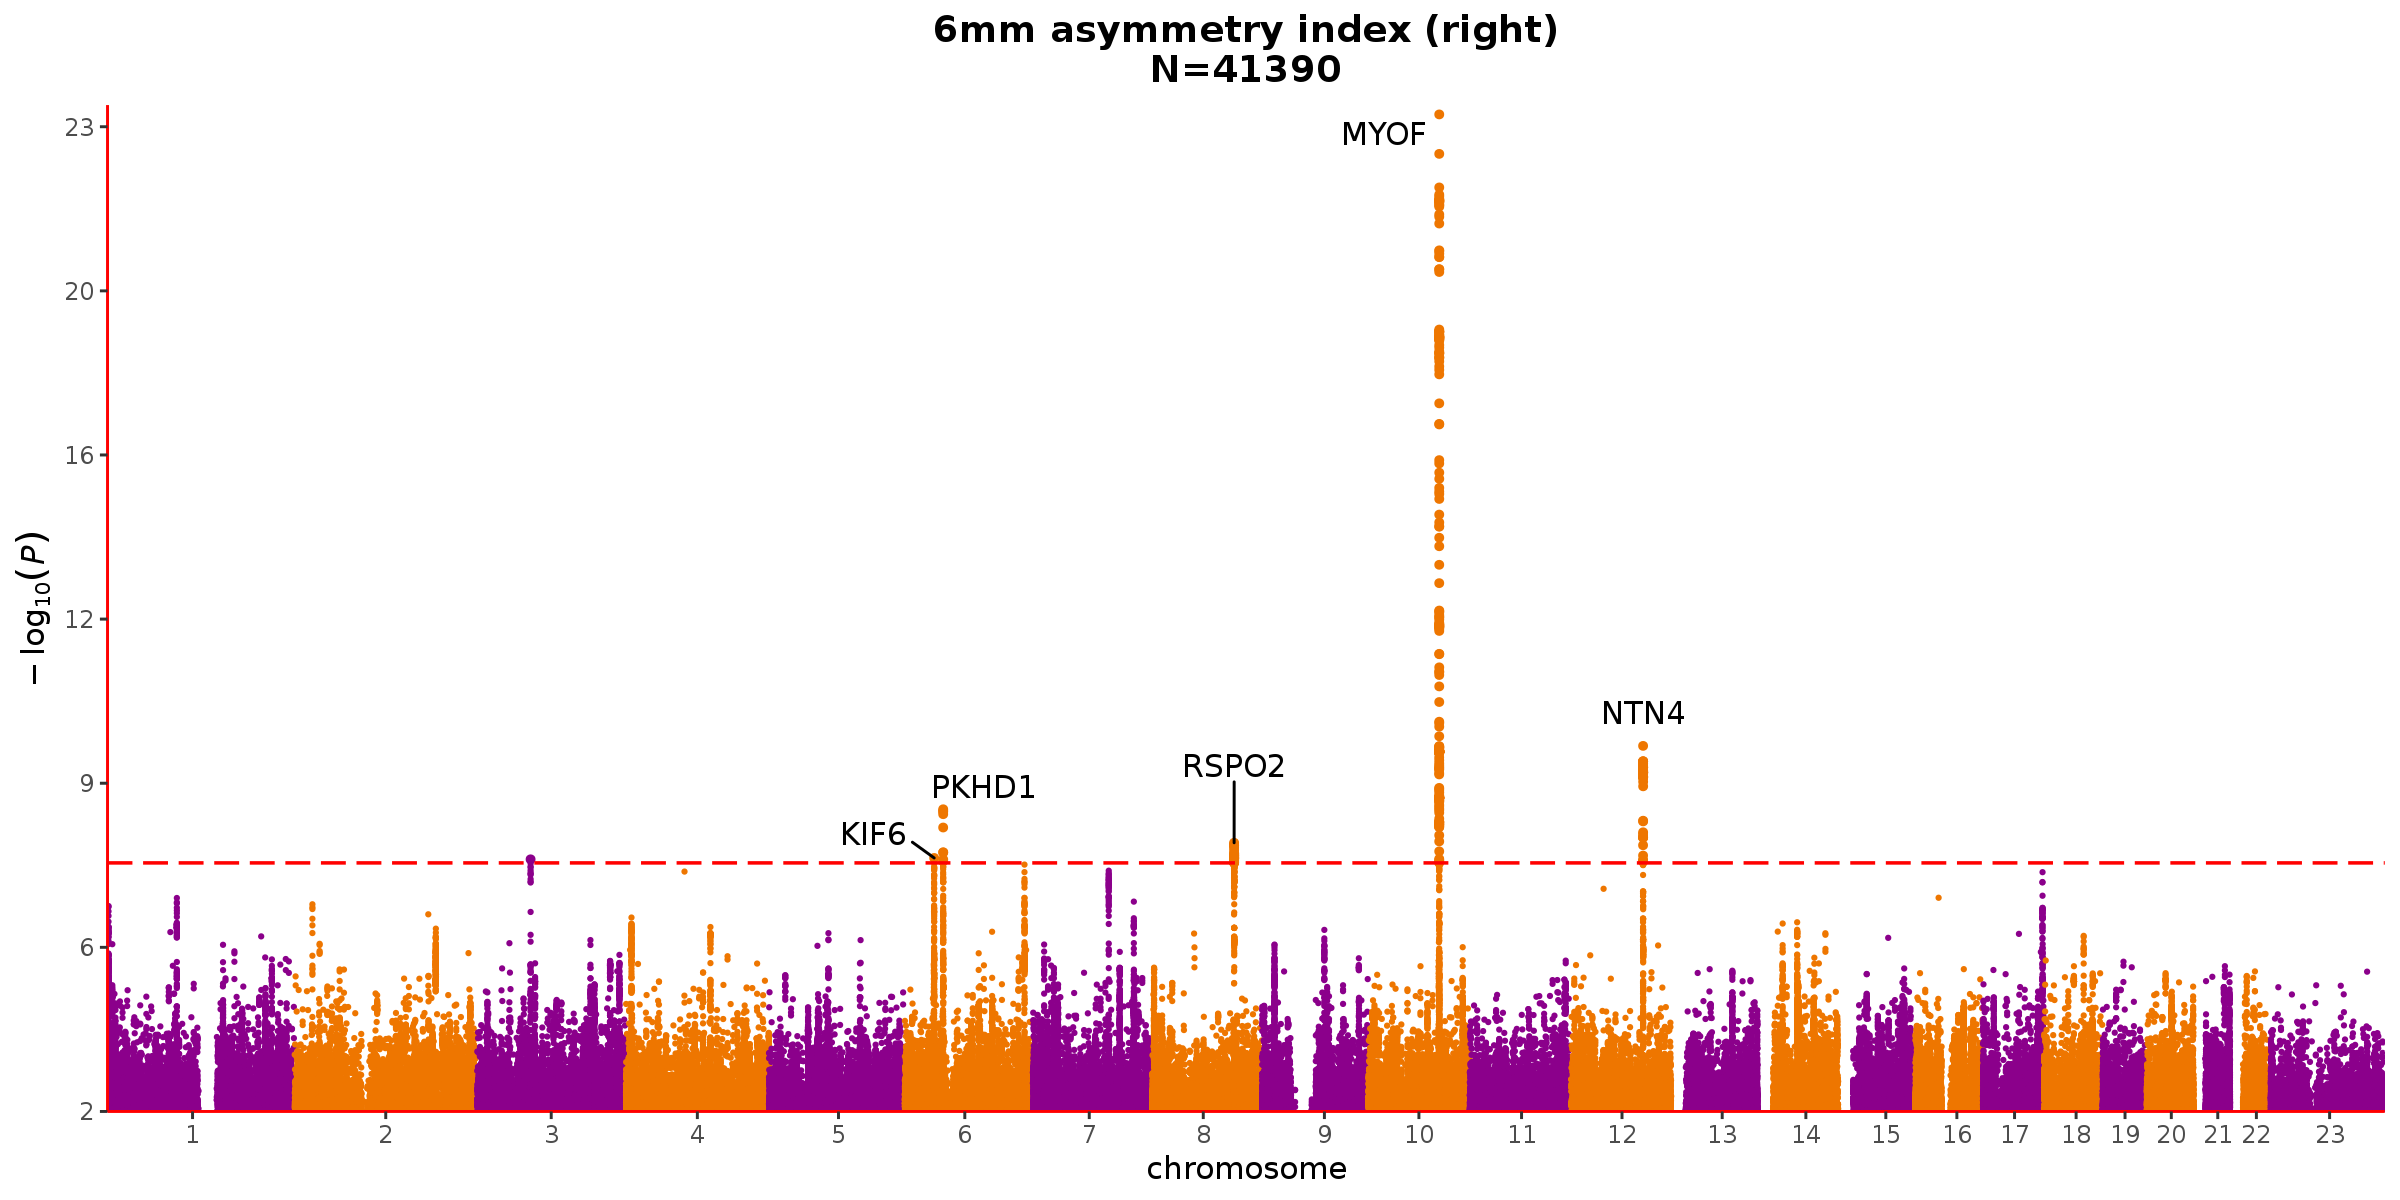 6mm asymmetry index (right)
N=41390
MYOF
NTN4
RSPO2
PKHD1
KIF6
−log₁₀(P)
23
20
16
12
9
6
2
1 2 3 4 5 6 7 8 9 10 11 12 13 14 15 16 17 18 19 20 21 22 23
chromosome